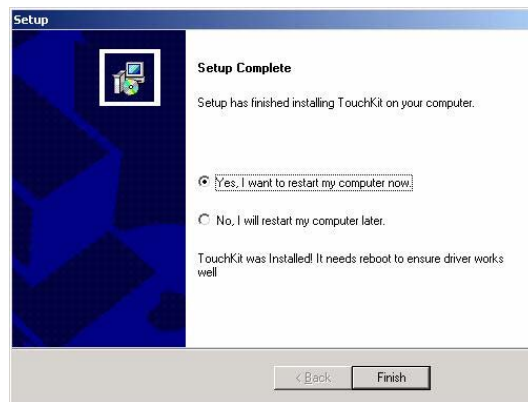 Setup
Setup Complete
Setup has finished installing TouchKit on your computer.
Yes, I want to restart my computer now.
No, I will restart my computer later.
TouchKit was Installed! It needs reboot to ensure driver works
well
< Back
Finish